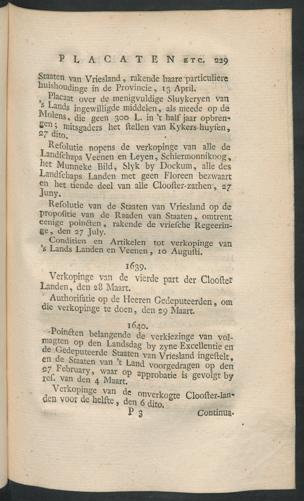 PLACATEN ETC. 229
Staaten van Vriesland, rakende haare particuliere
huishoudinge in de Provincie, 13 April.
Placaat over de menigvuldige Sluykeryen van
's Lands ingewilligde middelen, als meede op de
Molens, die geen 300 L. in 't half jaar opbren-
gen; mitsgaders het stellen van Kykers-huysen,
27 dito.
Resolutie nopens de verkopinge van alle de
Landschaps Veenen en Leyen, Schiermonnikoog,
het Munneke Bild, Slyk by Dockum, alle des
Landschaps Landen met geen Floreen bezwaart
en het tiende deel van alle Clooster-zathen, 27
Juny.
Resolutie van de Staaten van Vriesland op de
propositie van de Raaden van Staaten, omtrent
eenige poincten, rakende de vriesche Regeerin-
ge, den 27 July.
Conditien en Artikelen tot verkopinge van
's Lands Landen en Veenen, 10 Augusti.
1639.
Verkopinge van de vierde part der Clooster
Landen, den 28 Maart.
Authorisatie op de Heeren Gedeputeerden, om
die verkopinge te doen, den 29 Maart.
1640.
Poincten belangende de verkiezinge van vol-
magten op den Landsdag by zyne Excellentie en
de Gedeputeerde Staaten van Vriesland ingestelt,
en de Staaten van 't Land voorgedragen op den
27 February, waar op approbatie is gevolgt by
ref. van den 4 Maart.
Verkopinge van de onverkogte Clooster-lan-
den voor de helfte, den 6 dito.
P 3 Continua-